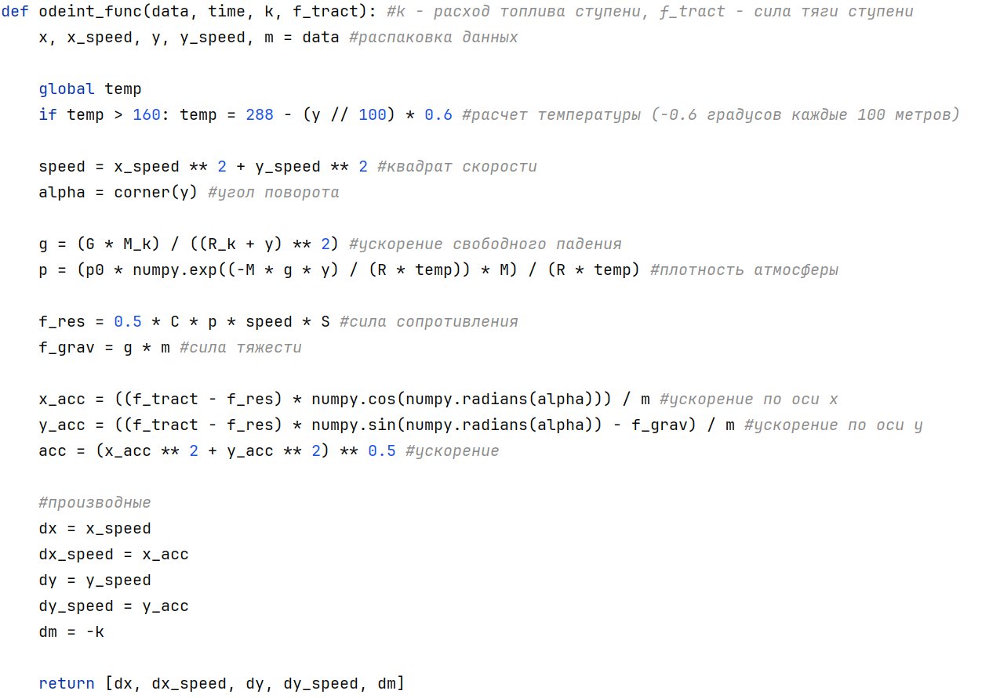 def odeint_func(data, time, k, f_tract): #k - расход топлива ступени, f_tract - сила тяги ступени
    x, x_speed, y, y_speed, m = data #распаковка данных

    global temp
    if temp > 160: temp = 288 - (y // 100) * 0.6 #расчет температуры (-0.6 градусов каждые 100 метров)

    speed = x_speed ** 2 + y_speed ** 2 #квадрат скорости
    alpha = corner(y) #угол поворота

    g = (G * M_k) / ((R_k + y) ** 2) #ускорение свободного падения
    p = (p0 * numpy.exp((-M * g * y) / (R * temp)) * M) / (R * temp) #плотность атмосферы

    f_res = 0.5 * C * p * speed * S #сила сопротивления
    f_grav = g * m #сила тяжести

    x_acc = ((f_tract - f_res) * numpy.cos(numpy.radians(alpha))) / m #ускорение по оси x
    y_acc = ((f_tract - f_res) * numpy.sin(numpy.radians(alpha)) - f_grav) / m #ускорение по оси y
    acc = (x_acc ** 2 + y_acc ** 2) ** 0.5 #ускорение

    #производные
    dx = x_speed
    dx_speed = x_acc
    dy = y_speed
    dy_speed = y_acc
    dm = -k

    return [dx, dx_speed, dy, dy_speed, dm]